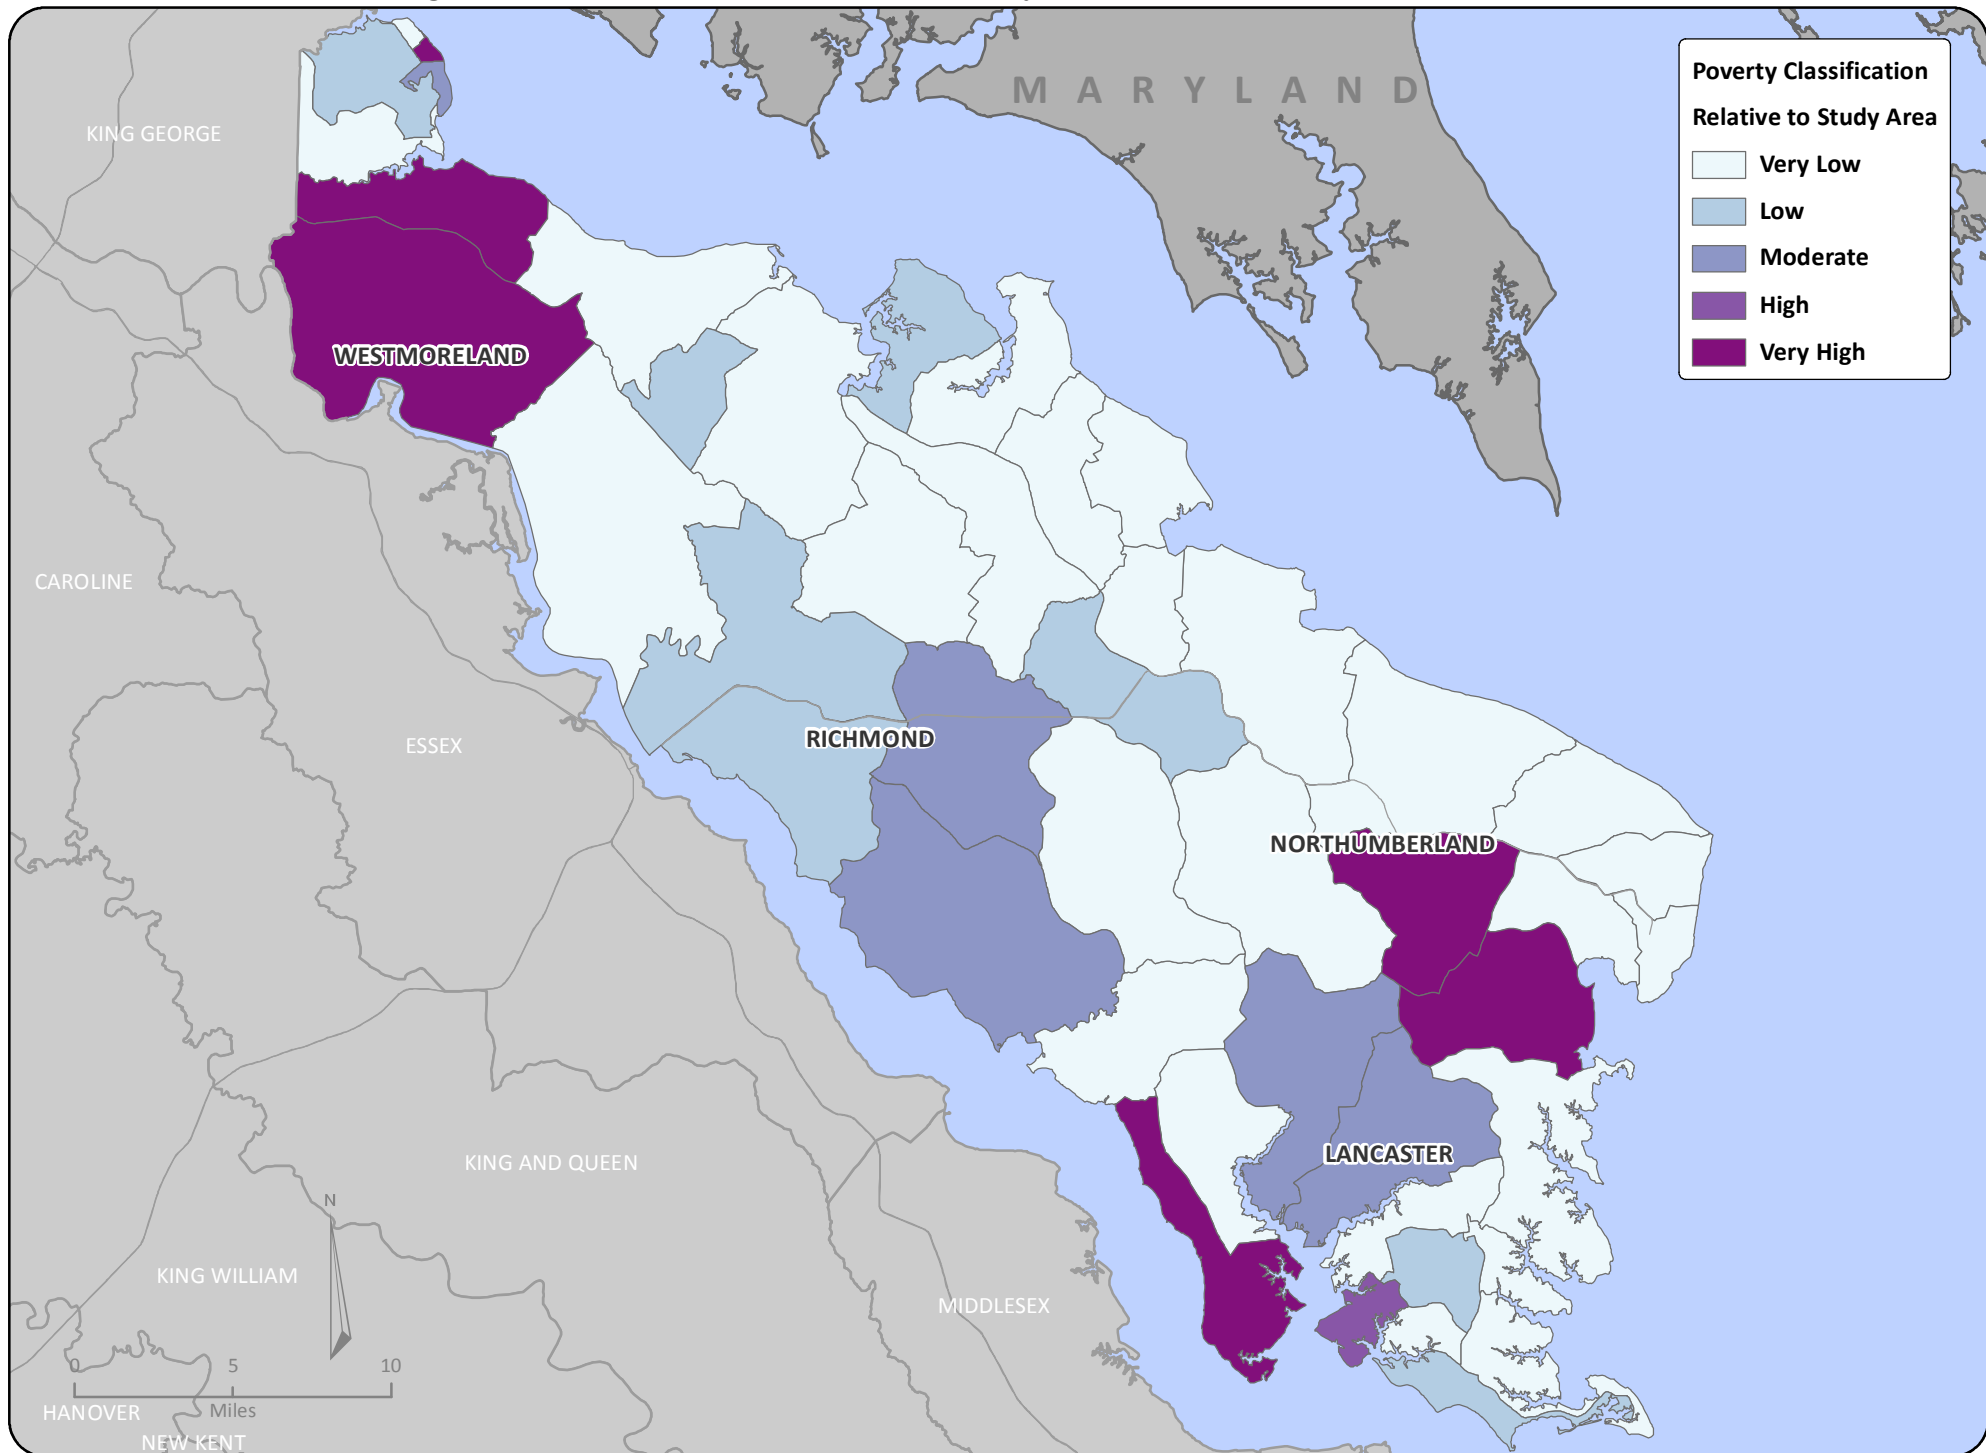 MARYLAND
Poverty Classification
Relative to Study Area
Very Low
Low
Moderate
High
Very High
KING GEORGE
WESTMORELAND
CAROLINE
ESSEX
RICHMOND
NORTHUMBERLAND
LANCASTER
KING AND QUEEN
N
KING WILLIAM
MIDDLESEX
0 5 10
Miles
HANOVER
NEW KENT